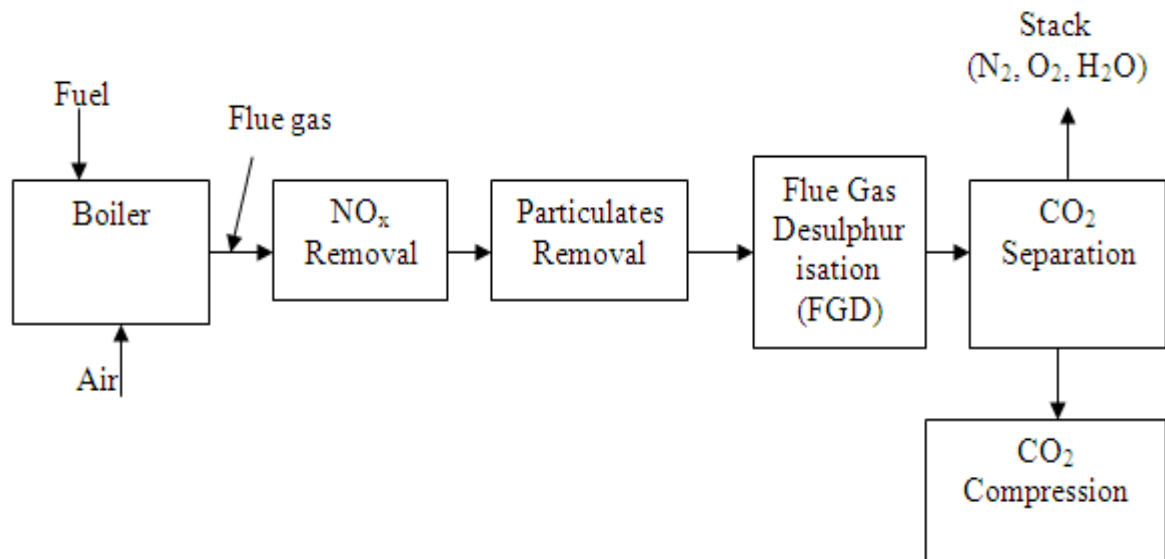 Stack
(N₂, O₂, H₂O)
Fuel
Flue gas
Boiler
NOₓ
Removal
Particulates
Removal
Flue Gas
Desulphur
isation
(FGD)
CO₂
Separation
Air
CO₂
Compression